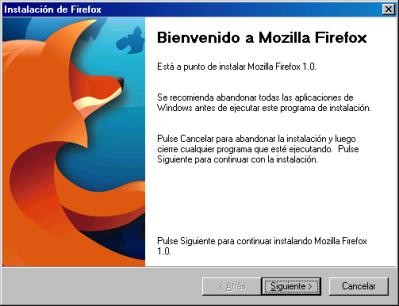 Instalación de Firefox
Bienvenido a Mozilla Firefox
Está a punto de instalar Mozilla Firefox 1.0.
Se recomienda abandonar todas las aplicaciones de
Windows antes de ejecutar este programa de instalación.
Pulse Cancelar para abandonar la instalación y luego
cierre cualquier programa que esté ejecutando. Pulse
Siguiente para continuar con la instalación.
Pulse Siguiente para continuar instalando Mozilla Firefox
1.0.
< Atrás
Siguiente >
Cancelar